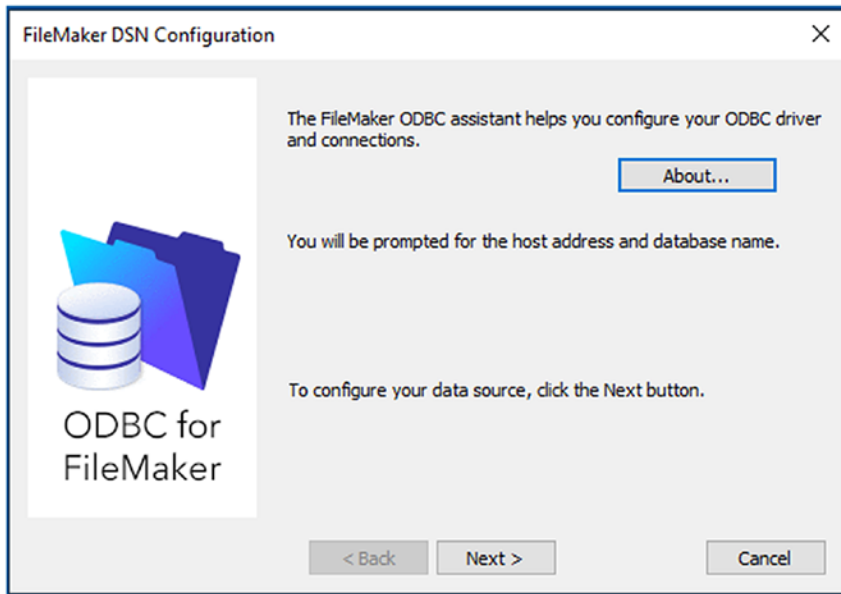 FileMaker DSN Configuration
The FileMaker ODBC assistant helps you configure your ODBC driver
and connections.
About...
You will be prompted for the host address and database name.
To configure your data source, click the Next button.
ODBC for
FileMaker
< Back
Next >
Cancel